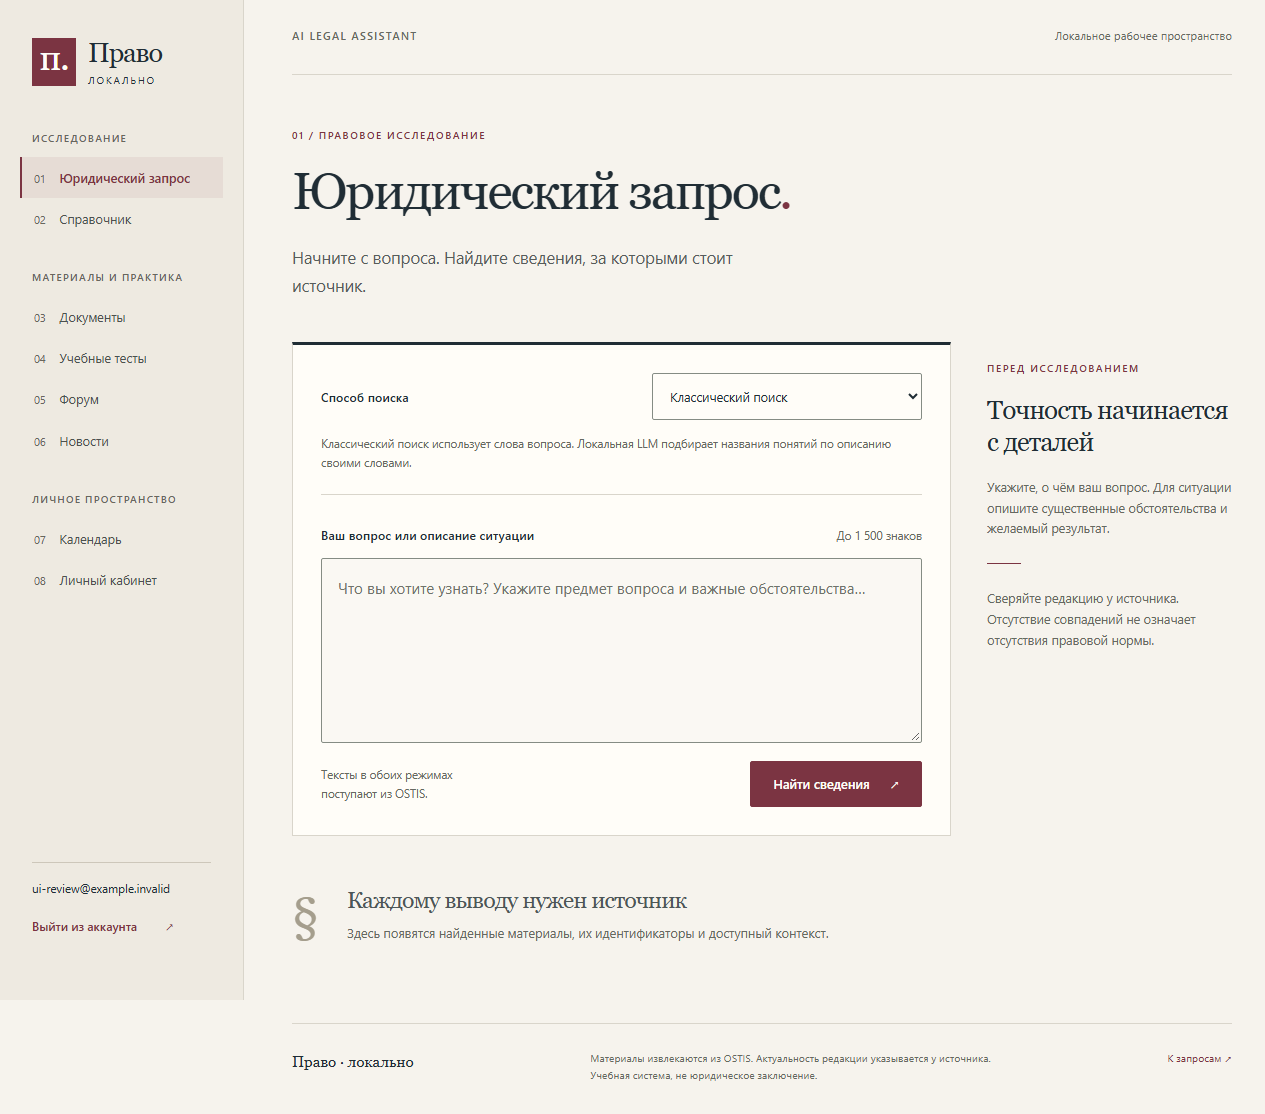 П.
Право
ЛОКАЛЬНО
ИССЛЕДОВАНИЕ
01 Юридический запрос
02 Справочник
МАТЕРИАЛЫ И ПРАКТИКА
03 Документы
04 Учебные тесты
05 Форум
06 Новости
ЛИЧНОЕ ПРОСТРАНСТВО
07 Календарь
08 Личный кабинет
ui-review@example.invalid
Выйти из аккаунта ↗
AI LEGAL ASSISTANT
Локальное рабочее пространство
01 / ПРАВОВОЕ ИССЛЕДОВАНИЕ
Юридический запрос.
Начните с вопроса. Найдите сведения, за которыми стоит
источник.
Способ поиска
Классический поиск
Классический поиск использует слова вопроса. Локальная LLM подбирает названия понятий по описанию
своими словами.
Ваш вопрос или описание ситуации
До 1 500 знаков
Что вы хотите узнать? Укажите предмет вопроса и важные обстоятельства...
Тексты в обоих режимах
поступают из OSTIS.
Найти сведения ↗
ПЕРЕД ИССЛЕДОВАНИЕМ
Точность начинается
с деталей
Укажите, о чём ваш вопрос. Для ситуации
опишите существенные обстоятельства и
желаемый результат.
Сверяйте редакцию у источника.
Отсутствие совпадений не означает
отсутствия правовой нормы.
§
Каждому выводу нужен источник
Здесь появятся найденные материалы, их идентификаторы и доступный контекст.
Право · локально
Материалы извлекаются из OSTIS. Актуальность редакции указывается у источника.
Учебная система, не юридическое заключение.
К запросам ↗